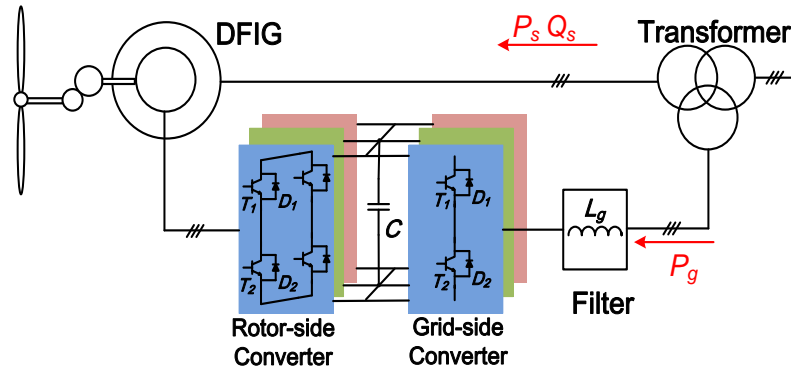 DFIG
P_s Q_s
Transformer
T_1 D_1
T_2 D_2
C
T_1 D_1
T_2 D_2
L_g
P_g
Filter
Rotor-side
Converter
Grid-side
Converter